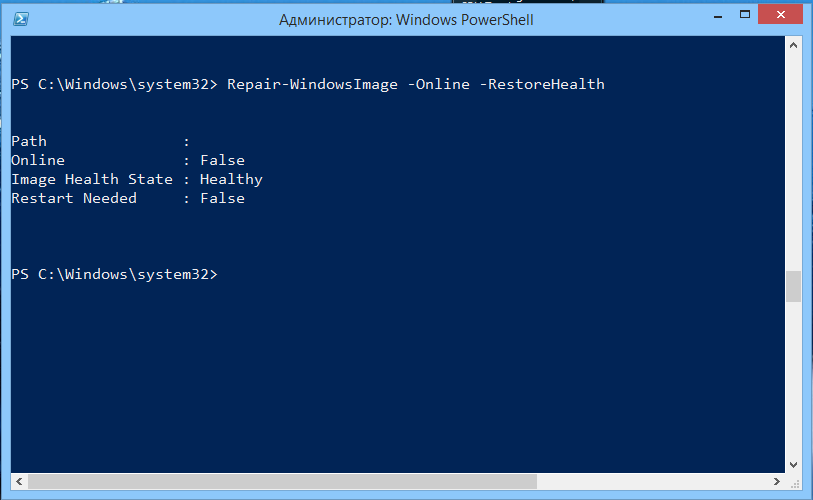 Администратор: Windows PowerShell
PS C:\Windows\system32> Repair-WindowsImage -Online -RestoreHealth
Path               :
Online             : False
Image Health State : Healthy
Restart Needed     : False
PS C:\Windows\system32>